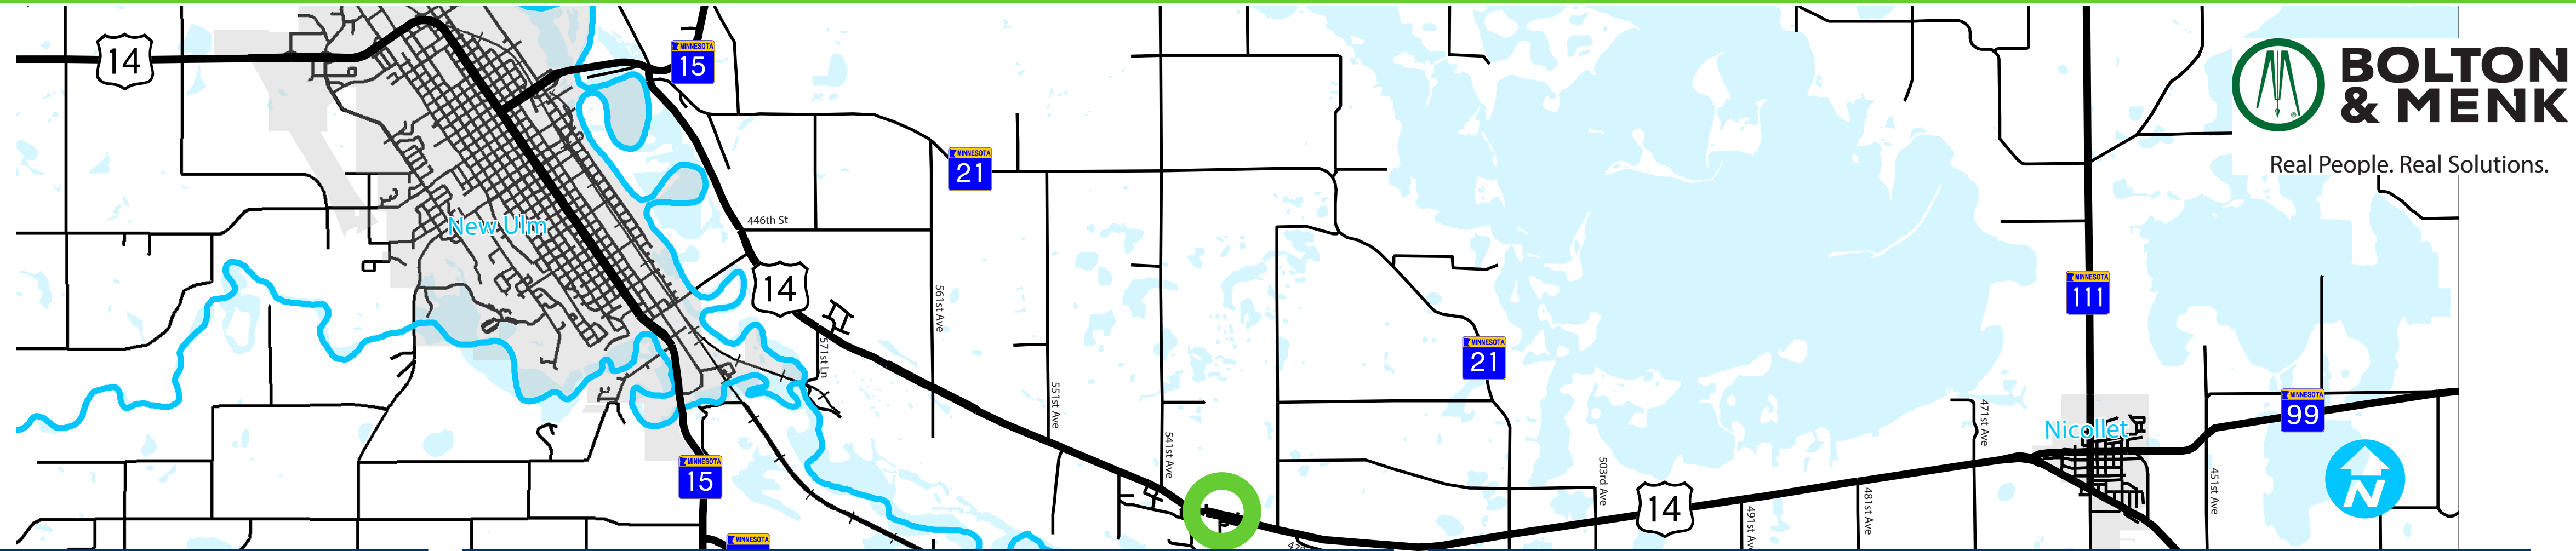 14
MINNESOTA
15
BOLTON
& MENK
®
Real People. Real Solutions.
MINNESOTA
21
446th St
New Ulm
14
561st Ave
571st Ln
MINNESOTA
111
MINNESOTA
21
551st Ave
541st Ave
471st Ave
MINNESOTA
99
Nicollet
MINNESOTA
15
503rd Ave
14
491st Ave
481st Ave
451st Ave
N
MINNESOTA